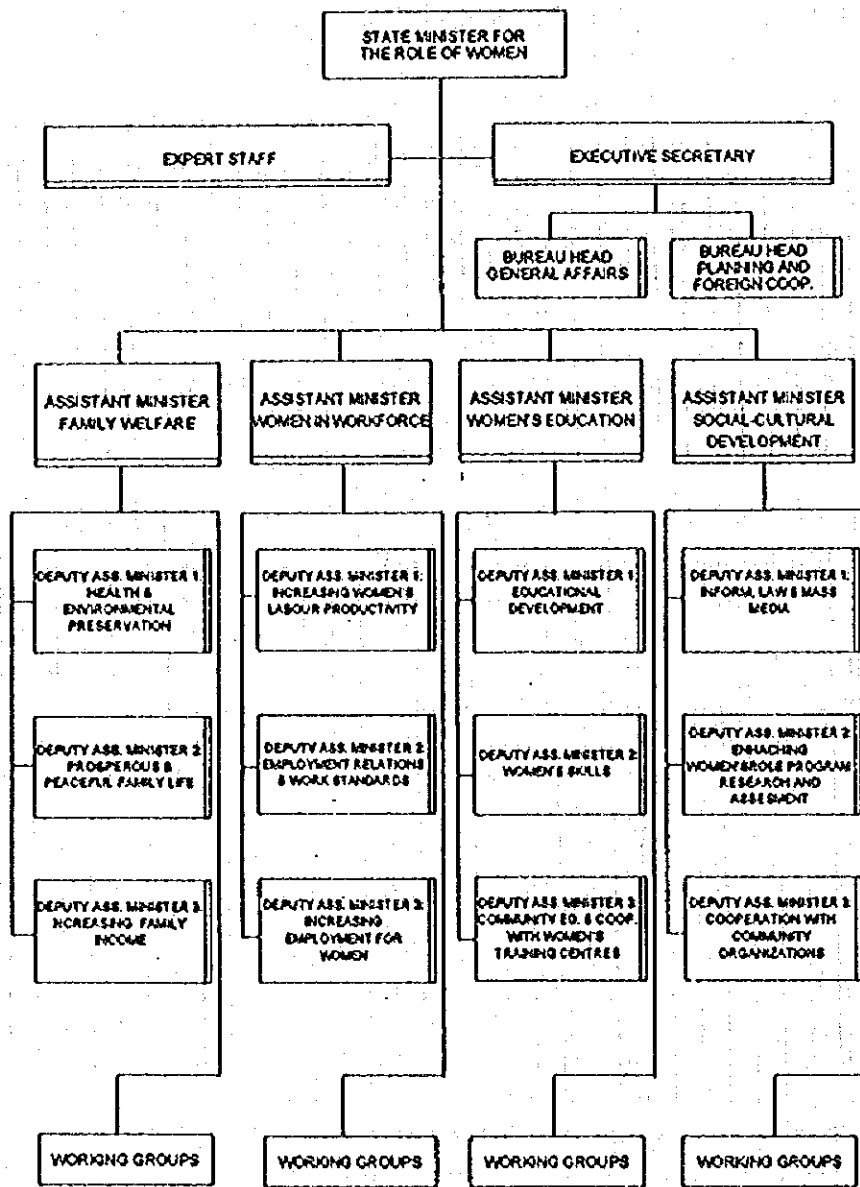 STATE MINISTER FOR
THE ROLE OF WOMEN
EXPERT STAFF
EXECUTIVE SECRETARY
BUREAU HEAD
GENERAL AFFAIRS
BUREAU HEAD
PLANNING AND
FOREIGN COOP.
ASSISTANT MINISTER
FAMILY WELFARE
ASSISTANT MINISTER
WOMEN IN WORKFORCE
ASSISTANT MINISTER
WOMEN'S EDUCATION
ASSISTANT MINISTER
SOCIAL-CULTURAL
DEVELOPMENT
DEPUTY ASS. MINISTER 1:
HEALTH &
ENVIRONMENTAL
PRESERVATION
DEPUTY ASS. MINISTER 1:
INCREASING WOMEN'S
LABOUR PRODUCTIVITY
DEPUTY ASS. MINISTER 1:
EDUCATIONAL
DEVELOPMENT
DEPUTY ASS. MINISTER 1:
INFORM, LAW & MASS
MEDIA
DEPUTY ASS. MINISTER 2:
PROSPEROUS &
PEACEFUL FAMILY LIFE
DEPUTY ASS. MINISTER 2:
EMPLOYMENT RELATIONS
& WORK STANDARDS
DEPUTY ASS. MINISTER 2:
WOMEN'S SKILLS
DEPUTY ASS. MINISTER 2:
ENHACHING
WOMEN'S ROLE PROGRAM
RESEARCH AND
ASSESMENT
DEPUTY ASS. MINISTER 3:
INCREASING FAMILY
INCOME
DEPUTY ASS. MINISTER 3:
INCREASING
EMPLOYMENT FOR
WOMEN
DEPUTY ASS. MINISTER 3:
COMMUNITY ED. & COOP.
WITH WOMEN'S
TRAINING CENTRES
DEPUTY ASS. MINISTER 3:
COOPERATION WITH
COMMUNITY
ORGANIZATIONS
WORKING GROUPS
WORKING GROUPS
WORKING GROUPS
WORKING GROUPS